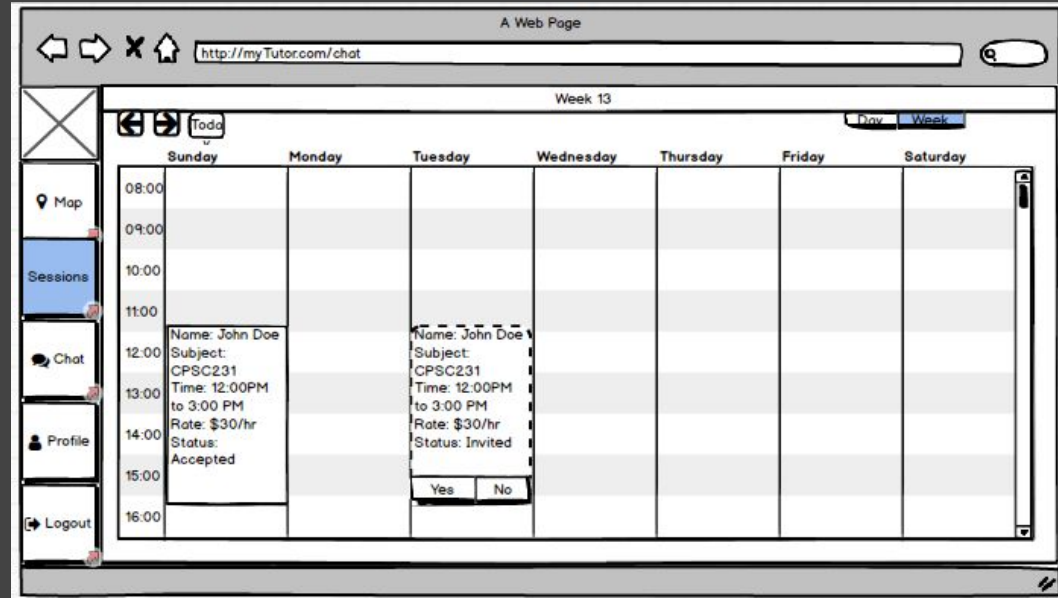 A Web Page
http://myTutor.com/chat
Week 13
Toda
y
Day Week
Sunday Monday Tuesday Wednesday Thursday Friday Saturday
Map
Sessions
Chat
Profile
Logout
08:00
09:00
10:00
11:00
12:00
13:00
14:00
15:00
16:00
Name: John Doe
Subject:
CPSC231
Time: 12:00PM
to 3:00 PM
Rate: $30/hr
Status:
Accepted
Name: John Doe
Subject:
CPSC231
Time: 12:00PM
to 3:00 PM
Rate: $30/hr
Status: Invited
Yes No